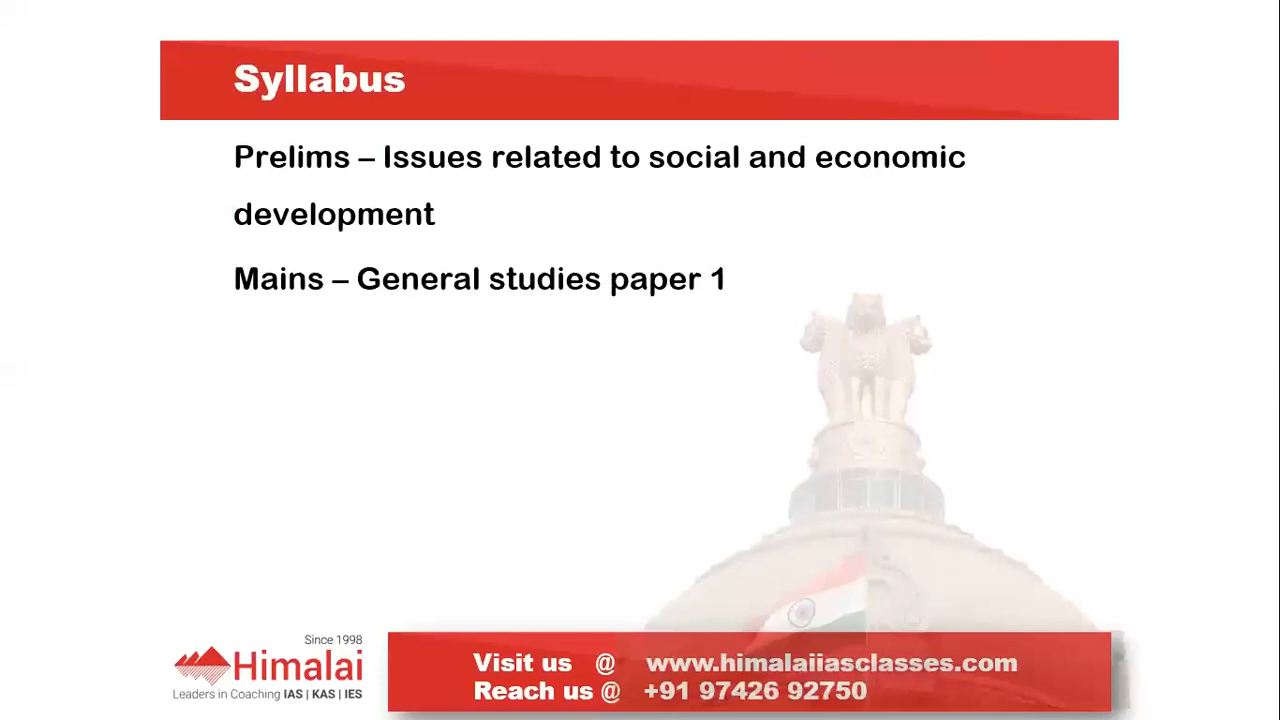 Syllabus
Prelims – Issues related to social and economic
development
Mains – General studies paper 1
Since 1998
Himalai
Leaders in Coaching IAS | KAS | IES
Visit us @ www.himalaiiasclasses.com
Reach us @ +91 97426 92750